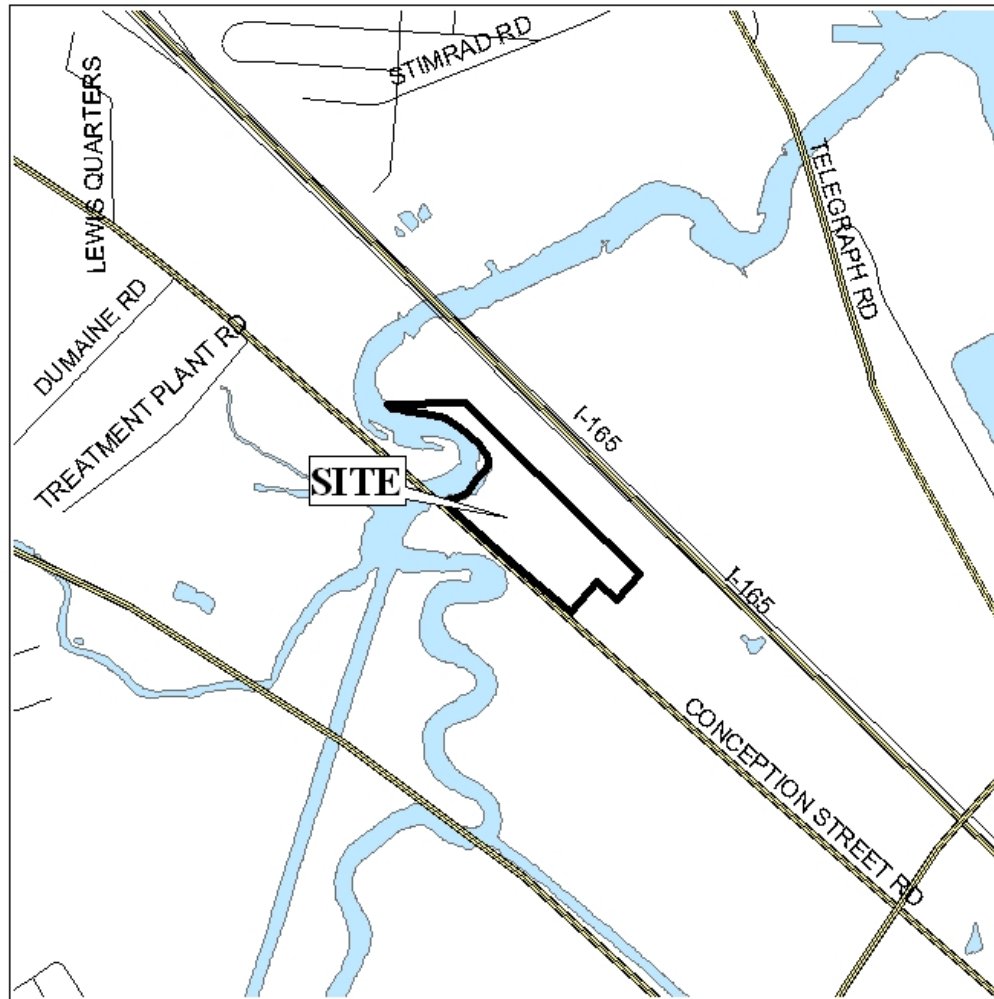 STIMRAD RD
LEWIS QUARTERS
TELEGRAPH RD
DUMAINE RD
TREATMENT PLANT RD
I-165
SITE
I-165
CONCEPTION STREET RD